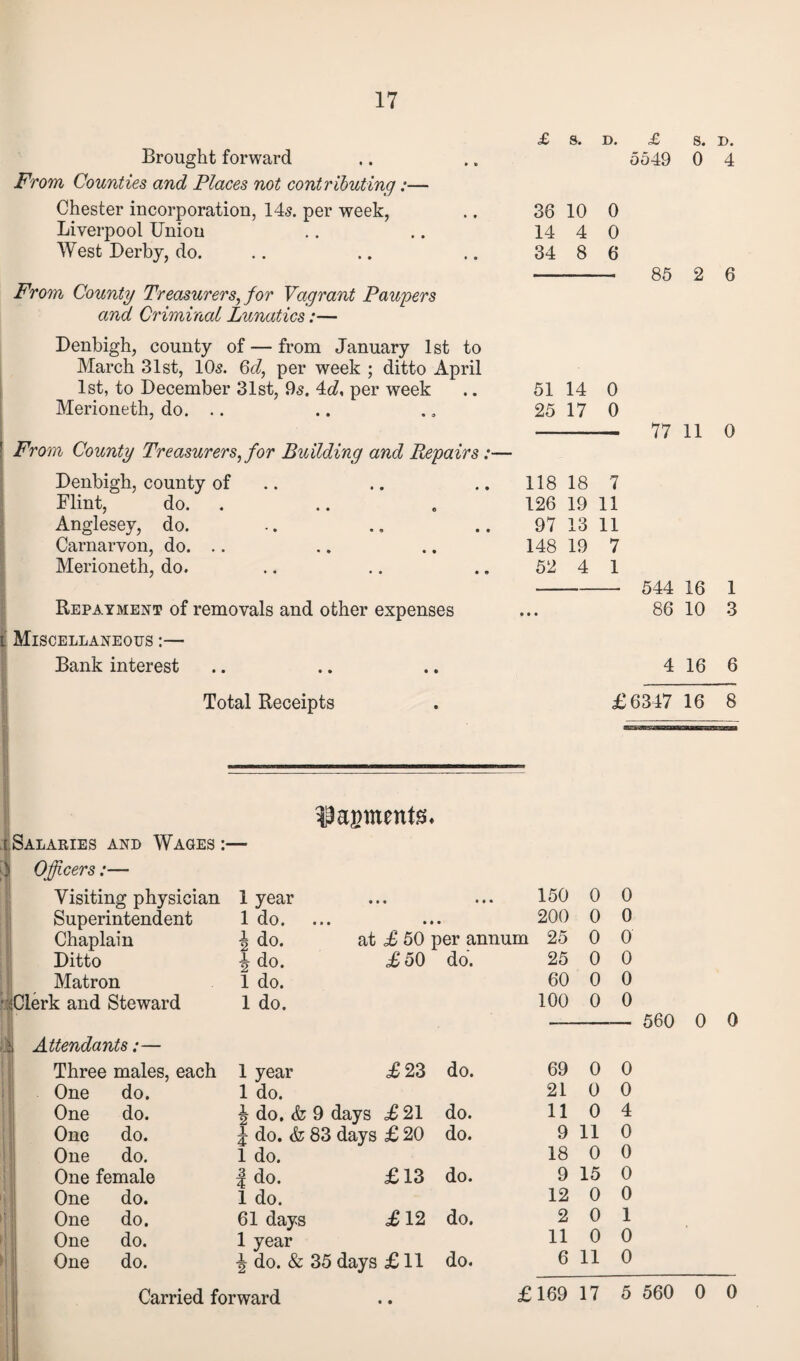 17
£ s. D. £ s. D.
Brought forward .. .. 5549 0 4
From Counties and Places not contributing :—
Chester incorporation, 14s. per week, .. 36 10 0
Liverpool Union .. .. 14 4 0
West Derby, do. .. .. .. 34 8 6
85 2 6
From County Treasurers, for Vagrant Paupers
and Criminal Lunatics :—
Denbigh, county of — from January 1st to
March 31st, 10s. 6d, per week ; ditto April
1st, to December 31st, 9s. 4d, per week .. 51 14 0
Merioneth, do. .. .. .. 25 17 0
77 11 0
From County Treasurers, for Building and Repairs :—
Denbigh, county of .. .. .. 118 18 7
Flint, do. . .. . 126 19 11
Anglesey, do. .. .. .. 97 13 11
Carnarvon, do. .. .. .. 148 19 7
Merioneth, do. .. .. .. 52 4 1
544 16 1
Repayment of removals and other expenses ... 86 10 3
Miscellaneous :—
Bank interest .. .. .. 4 16 6
Total Receipts . £6347 16 8
Payments.
Salaries and Wages :—
Officers :—
Visiting physician 1 year ... ... 150 0 0
Superintendent 1 do. ... ... 200 0 0
Chaplain ½ do. at £50 per annum 25 0 0
Ditto ½ do. £50 do. 25 0 0
Matron 1 do. 60 0 0
Clerk and Steward 1 do. 100 0 0
560 0 0
Attendants :—
Three males, each 1 year £23 do. 69 0 0
One do. 1 do. 21 0 0
One do. ½ do. & 9 days £21 do. 11 0 4
One do. ¼ do. & 83 days £20 do. 9 11 0
One do. 1 do. 18 0 0
One female ¾ do. £13 do. 9 15 0
One do. 1 do. 12 0 0
One do. 61 days £12 do. 2 0 1
One do. 1 year 11 0 0
One do. ½ do. & 35 days £11 do. 6 11 0
Carried forward .. £169 17 5 560 0 0